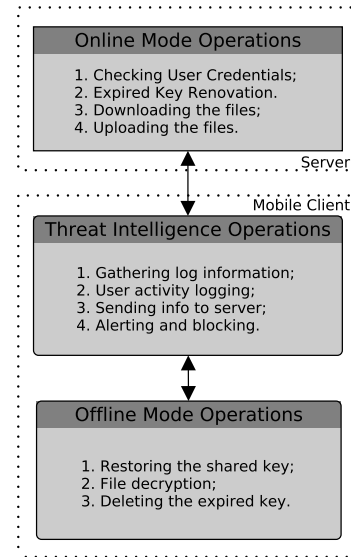 Online Mode Operations
1. Checking User Credentials;
2. Expired Key Renovation.
3. Downloading the files;
4. Uploading the files.
Server
Mobile Client
Threat Intelligence Operations
1. Gathering log information;
2. User activity logging;
3. Sending info to server;
4. Alerting and blocking.
Offline Mode Operations
1. Restoring the shared key;
2. File decryption;
3. Deleting the expired key.